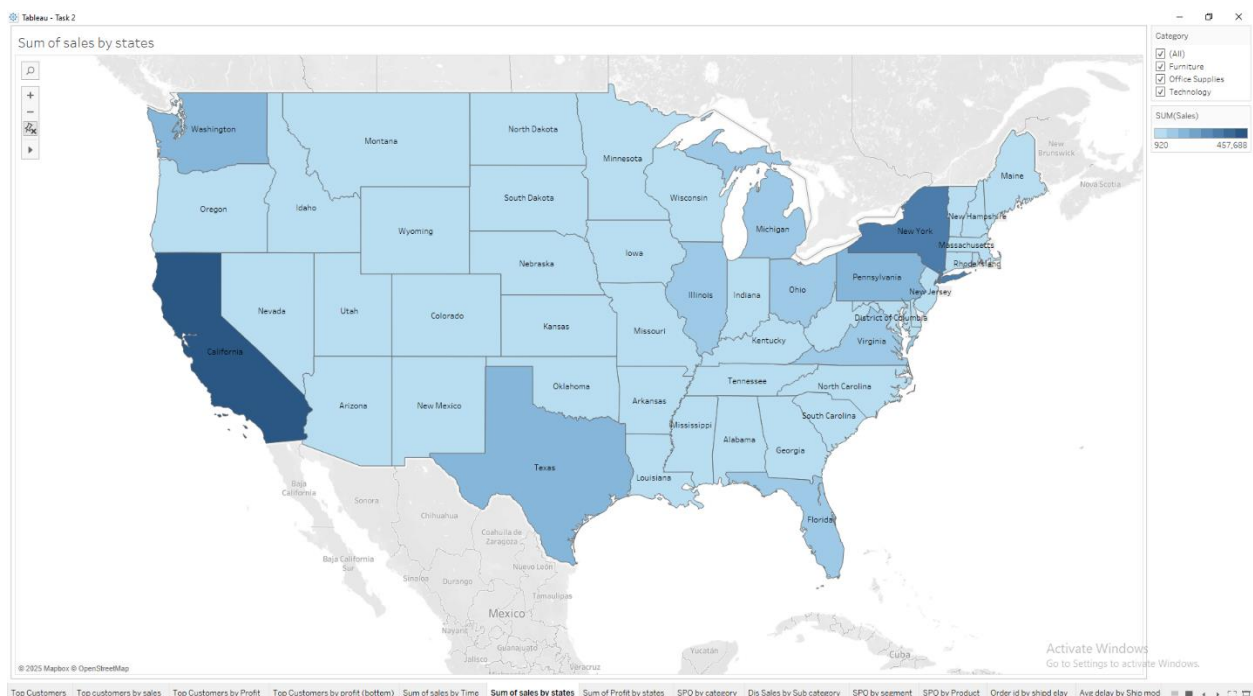 Tableau - Task 2
Sum of sales by states
Category
(All)
Furniture
Office Supplies
Technology
SUM(Sales)
920 457,688
Washington
Montana
North Dakota
Minnesota
Maine
New Brunswick
Nova Scotia
Oregon
Idaho
South Dakota
Wisconsin
New Hampshire
Wyoming
Michigan
New York
Massachusetts
Iowa
Nebraska
Rhode Island
Pennsylvania
New Jersey
Nevada
Utah
Colorado
Illinois
Indiana
Ohio
District of Columbia
Kansas
Missouri
Kentucky
Virginia
California
Arizona
New Mexico
Oklahoma
Arkansas
Tennessee
North Carolina
South Carolina
Mississippi
Alabama
Georgia
Texas
Louisiana
Florida
Baja
California
Sonora
Chihuahua
Coahuila de
Zaragoza
Baja California
Sur
Sinaloa
Durango
Nuevo León
Tamaulipas
Mexico
Nayarit
Guanajuato
Jalisco
Veracruz
Yucatán
Cuba
Activate Windows
Go to Settings to activate Windows.
© 2025 Mapbox © OpenStreetMap
Top Customers Top customers by sales Top Customers by Profit Top Customers by profit (bottem) Sum of sales by Time Sum of sales by states Sum of Profit by states SPO by category Dis Sales by Sub category SPO by segment SPO by Product Order id by shipd elay Ave delay by Ship mod